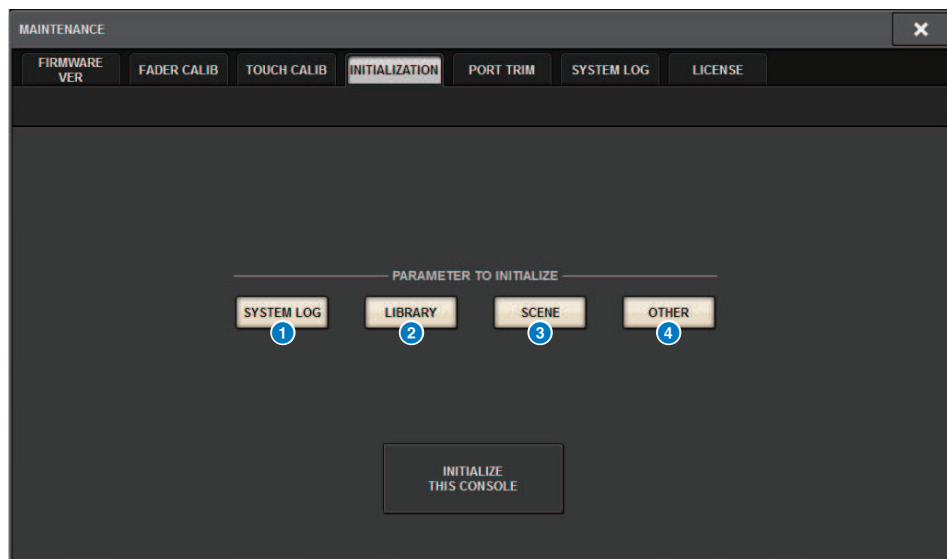 MAINTENANCE
FIRMWARE
VER
FADER CALIB
TOUCH CALIB
INITIALIZATION
PORT TRIM
SYSTEM LOG
LICENSE
PARAMETER TO INITIALIZE
SYSTEM LOG
LIBRARY
SCENE
OTHER
1
2
3
4
INITIALIZE
THIS CONSOLE